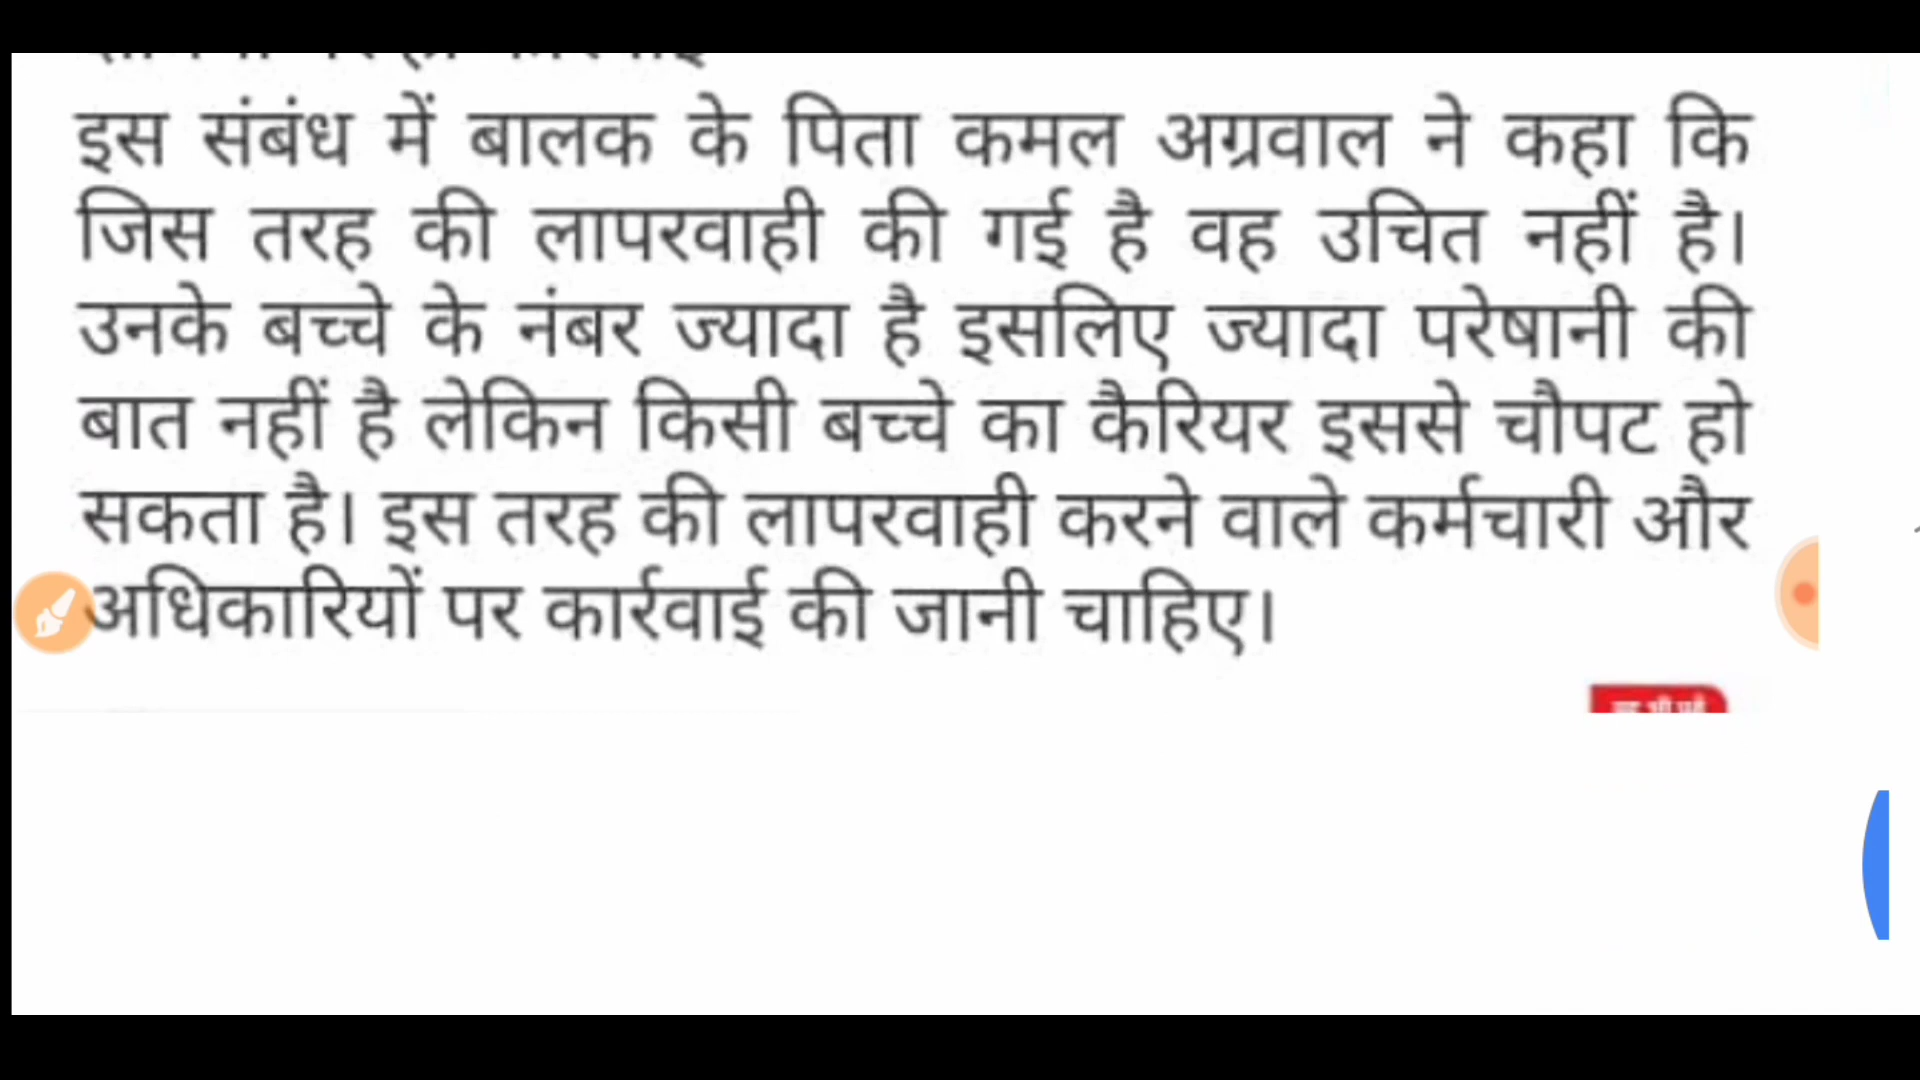 इस संबंध में बालक के पिता कमल अग्रवाल ने कहा कि
जिस तरह की लापरवाही की गई है वह उचित नहीं है।
उनके बच्चे के नंबर ज्यादा है इसलिए ज्यादा परेषानी की
बात नहीं है लेकिन किसी बच्चे का कैरियर इससे चौपट हो
सकता है। इस तरह की लापरवाही करने वाले कर्मचारी और
अधिकारियों पर कार्रवाई की जानी चाहिए।